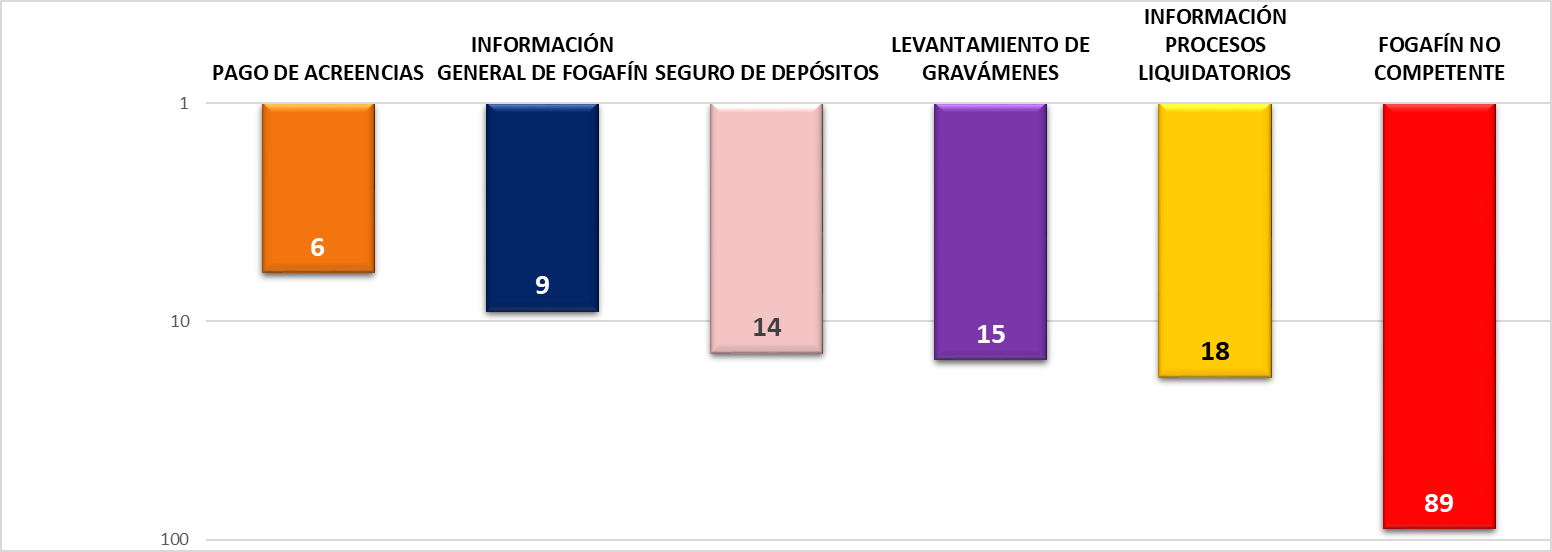 PAGO DE ACREENCIAS
INFORMACIÓN
GENERAL DE FOGAFÍN
SEGURO DE DEPÓSITOS
LEVANTAMIENTO DE
GRAVÁMENES
INFORMACIÓN
PROCESOS
LIQUIDATORIOS
FOGAFÍN NO
COMPETENTE
1
10
100
6
9
14
15
18
89